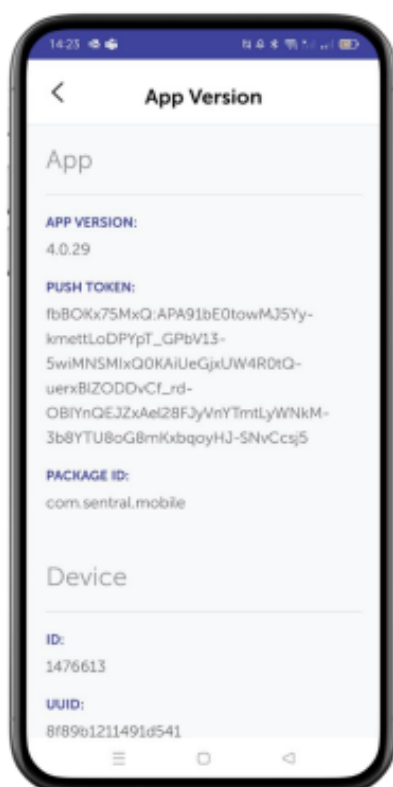 14:23
App Version
App
APP VERSION:
4.0.29
PUSH TOKEN:
fbBOKx75MxQ:APA91bE0towMJ5Yy-
kmettLoDPYpT_GPbV13-
5wiMNSMIxQ0KAiUeGjxUW4R0tQ-
uerxBIZODDvCf_rd-
OBIYnQEJZxAel28FJyVnYTmtLyWNkM-
3b8YTU8oG8mKxbqoyHJ-SNvCcsj5
PACKAGE ID:
com.sentral.mobile
Device
ID:
1476613
UUID:
8f89b1211491d541